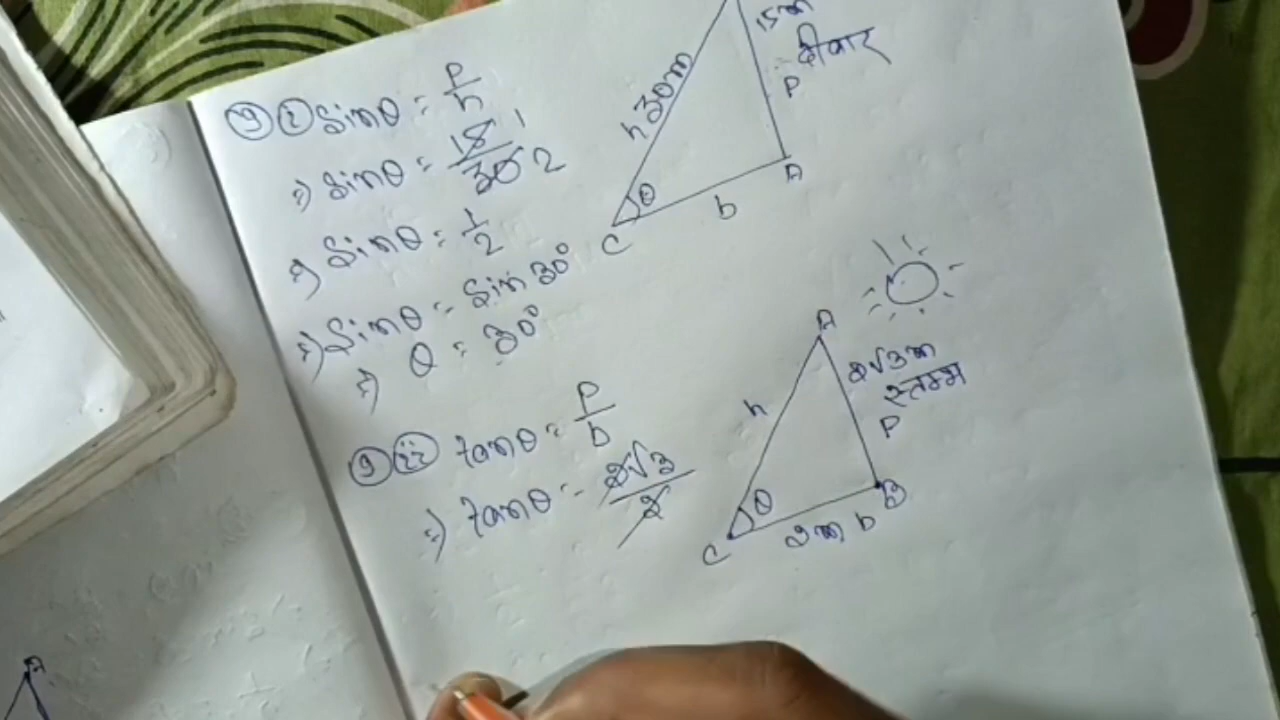 9 i sinθ = p/h
⇒ sinθ = 15/30 1 2
⇒ sinθ = 1/2
⇒ sinθ = sin 30°
⇒ θ = 30°
15m
दीवार
p
h 30m
θ
A
b
C
9 ii tanθ = p/b
⇒ tanθ = 2√3/2
A
2√3m
स्तम्भ
h
p
θ
B
2m b
C
A